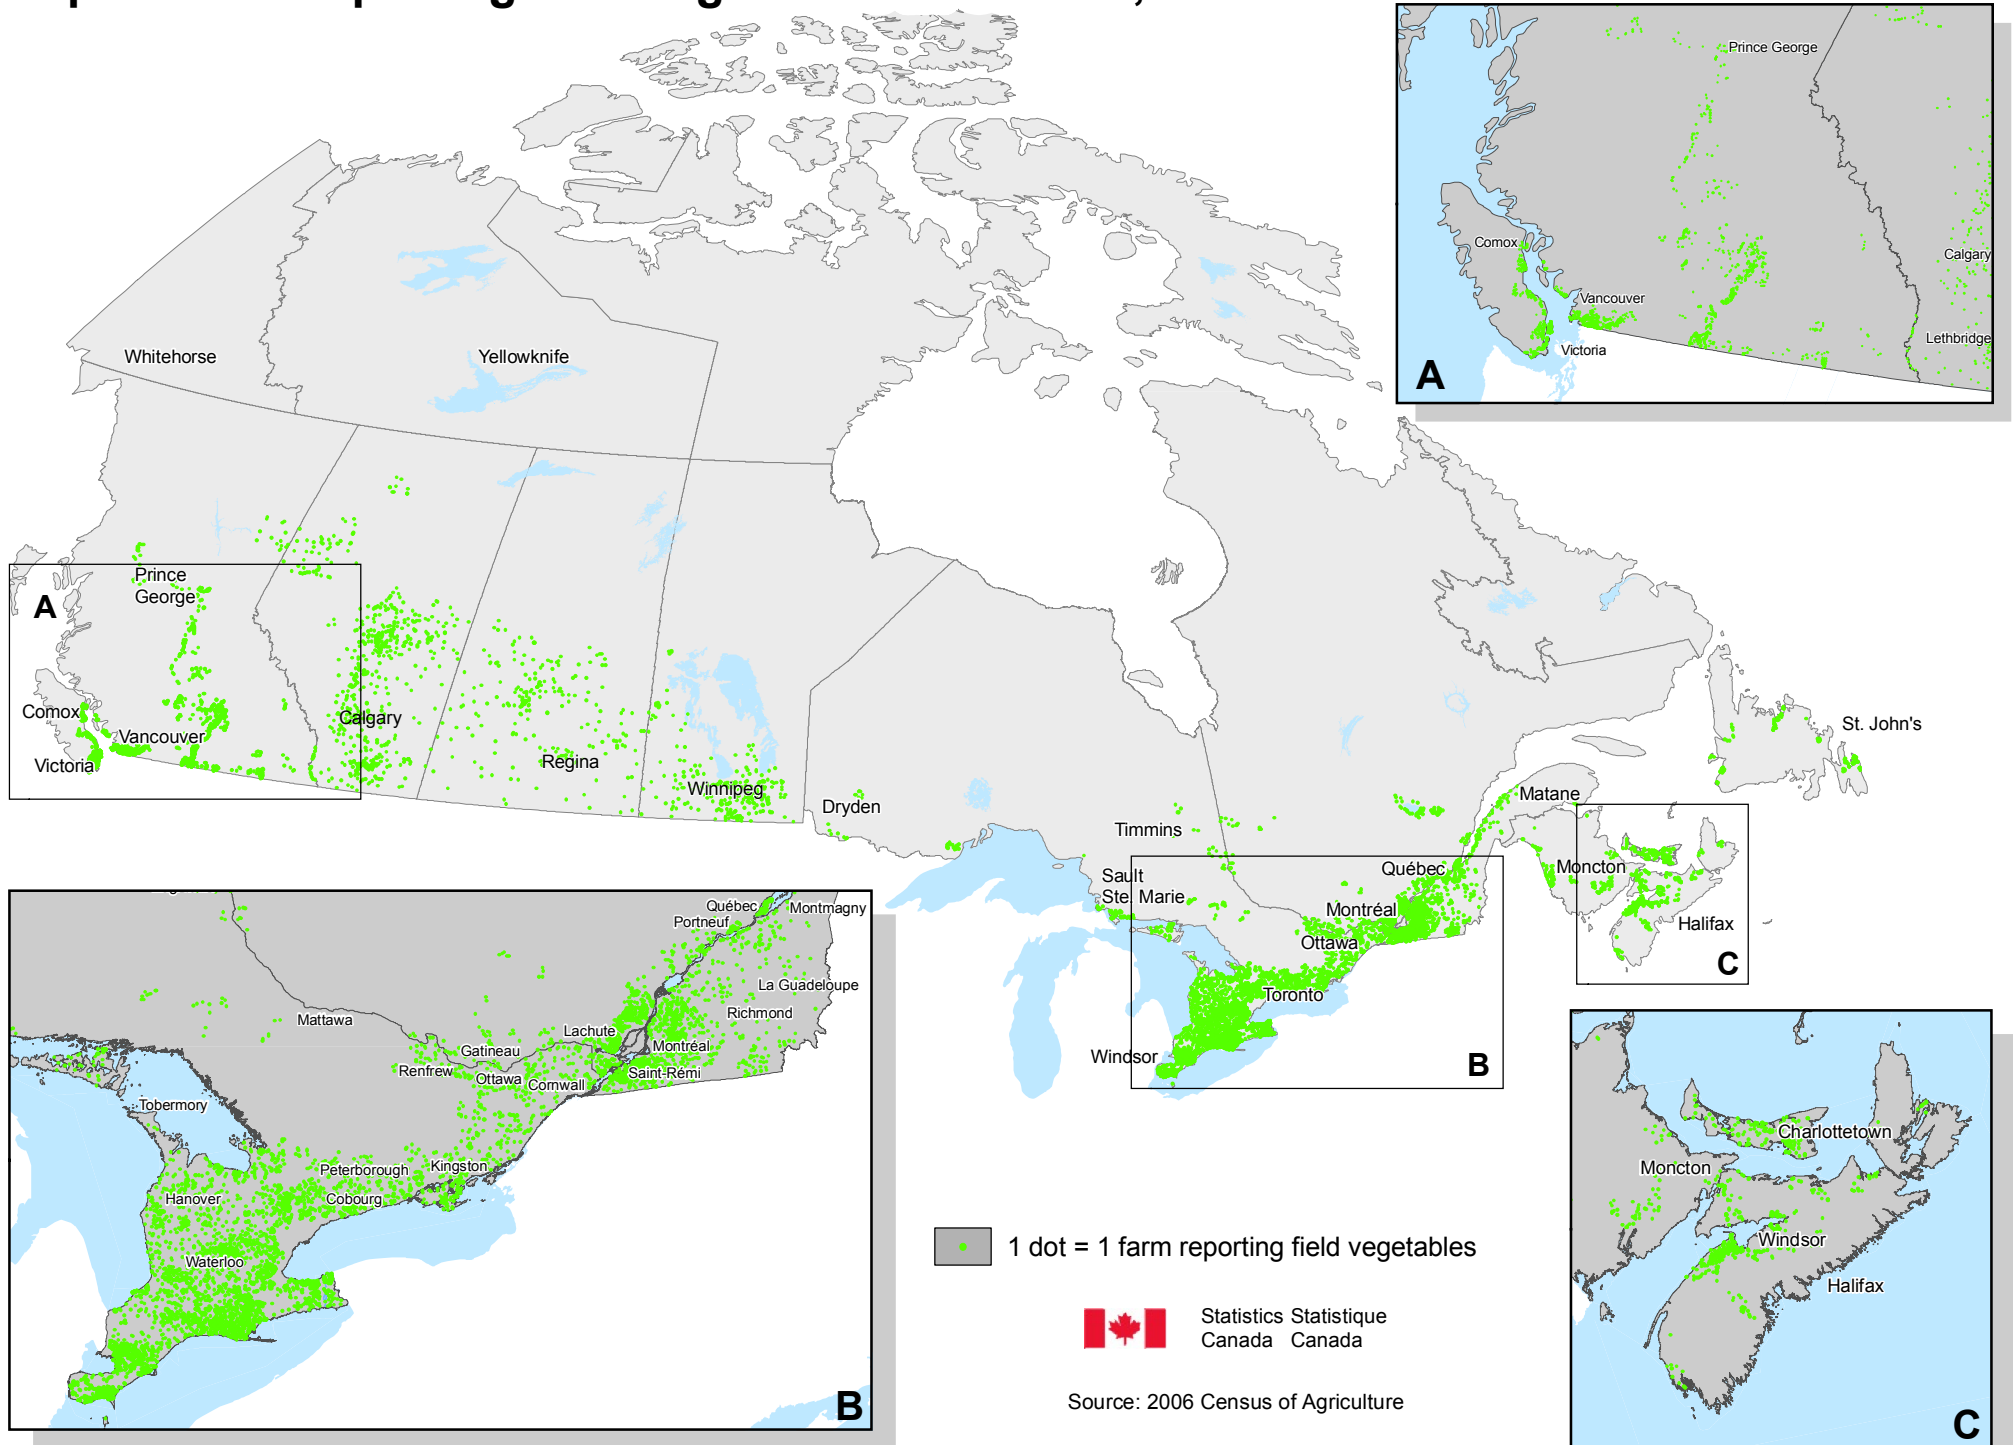 Prince George
Comox
Calgary
Vancouver
Lethbridge
Victoria
A
Whitehorse
Yellowknife
Prince
George
A
Comox
Vancouver
Victoria
Calgary
Regina
Winnipeg
Dryden
Timmins
Sault
Ste. Marie
Québec
Montréal
Ottawa
Toronto
Windsor
B
Matane
Moncton
Halifax
C
St. John's
Québec
Montmagny
Portneuf
La Guadeloupe
Richmond
Mattawa
Lachute
Montréal
Gatineau
Renfrew
Ottawa
Cornwall
Saint-Rémi
Tobermory
Peterborough
Kingston
Hanover
Cobourg
Waterloo
B
1 dot = 1 farm reporting field vegetables
Statistics Statistique
Canada Canada
Source: 2006 Census of Agriculture
Charlottetown
Moncton
Windsor
Halifax
C